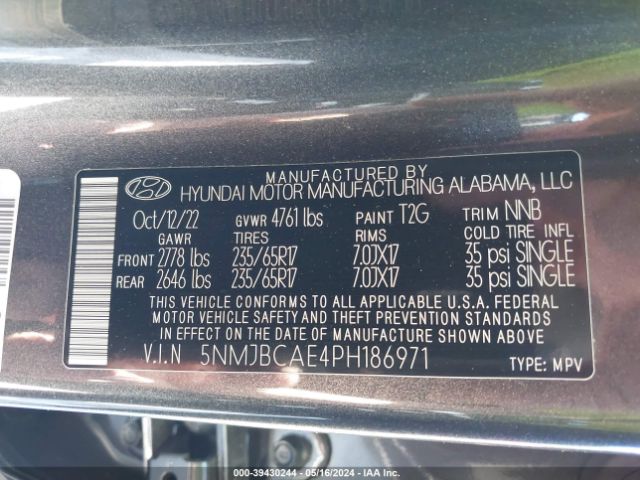 MANUFACTURED BY
HYUNDAI MOTOR MANUFACTURING ALABAMA, LLC
Oct/12/22 GVWR 4761 lbs PAINT T2G TRIM NNB
GAWR TIRES RIMS COLD TIRE INFL
FRONT 2778 lbs 235/65R17 7.0JX17 35 psi SINGLE
REAR 2646 lbs 235/65R17 7.0JX17 35 psi SINGLE
THIS VEHICLE CONFORMS TO ALL APPLICABLE U.S.A. FEDERAL
MOTOR VEHICLE SAFETY AND THEFT PREVENTION STANDARDS
IN EFFECT ON THE DATE OF MANUFACTURE SHOWN ABOVE.
V.I.N 5NMJBCAE4PH186971 TYPE: MPV
000-39430244 - 05/16/2024 - IAA Inc.